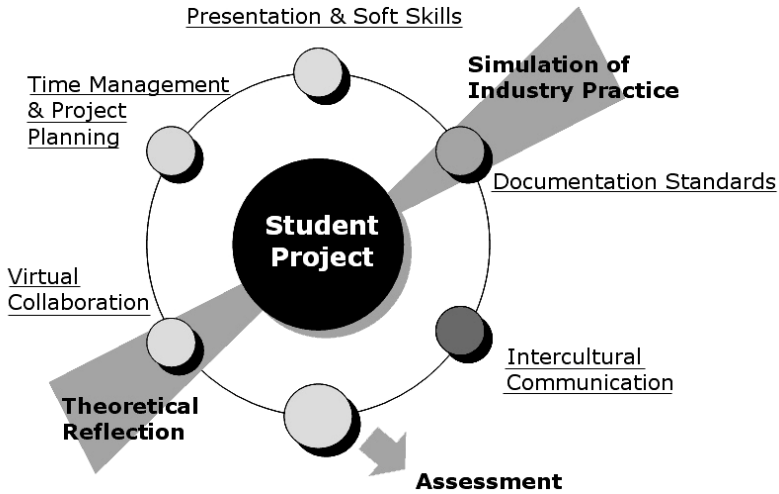 Presentation & Soft Skills
Simulation of
Industry Practice
Time Management
& Project
Planning
Documentation Standards
Student
Project
Virtual
Collaboration
Intercultural
Communication
Theoretical
Reflection
Assessment